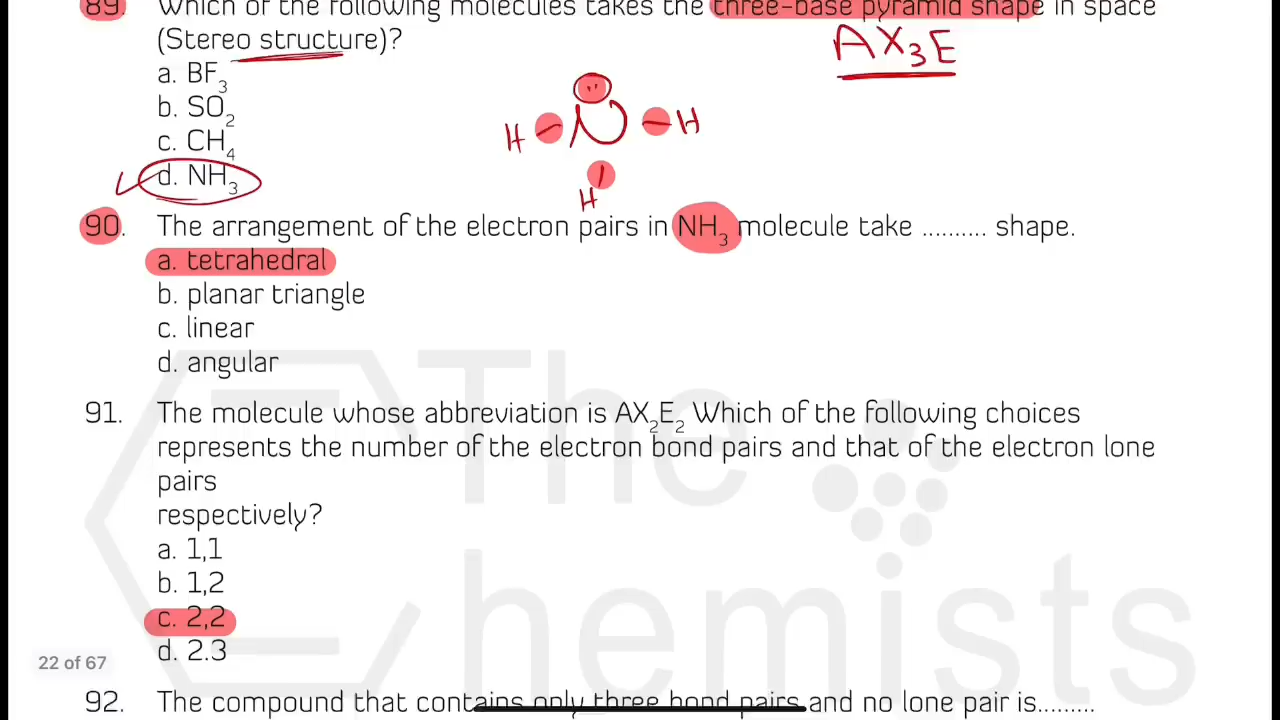 89. Which of the following molecules takes the three-base pyramid shape in space
(Stereo structure)?
AX₃E
a. BF₃
b. SO₂
c. CH₄
d. NH₃
H N H
H
90. The arrangement of the electron pairs in NH₃ molecule take .......... shape.
a. tetrahedral
b. planar triangle
c. linear
d. angular
91. The molecule whose abbreviation is AX₂E₂ Which of the following choices
represents the number of the electron bond pairs and that of the electron lone
pairs
respectively?
a. 1,1
b. 1,2
c. 2,2
d. 2.3
The
Chemists
22 of 67
92. The compound that contains only three bond pairs and no lone pair is.........